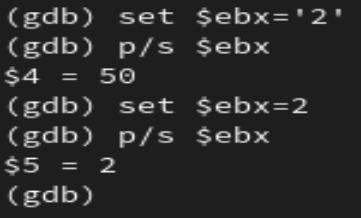 (gdb) set $ebx='2'
(gdb) p/s $ebx
$4 = 50
(gdb) set $ebx=2
(gdb) p/s $ebx
$5 = 2
(gdb)